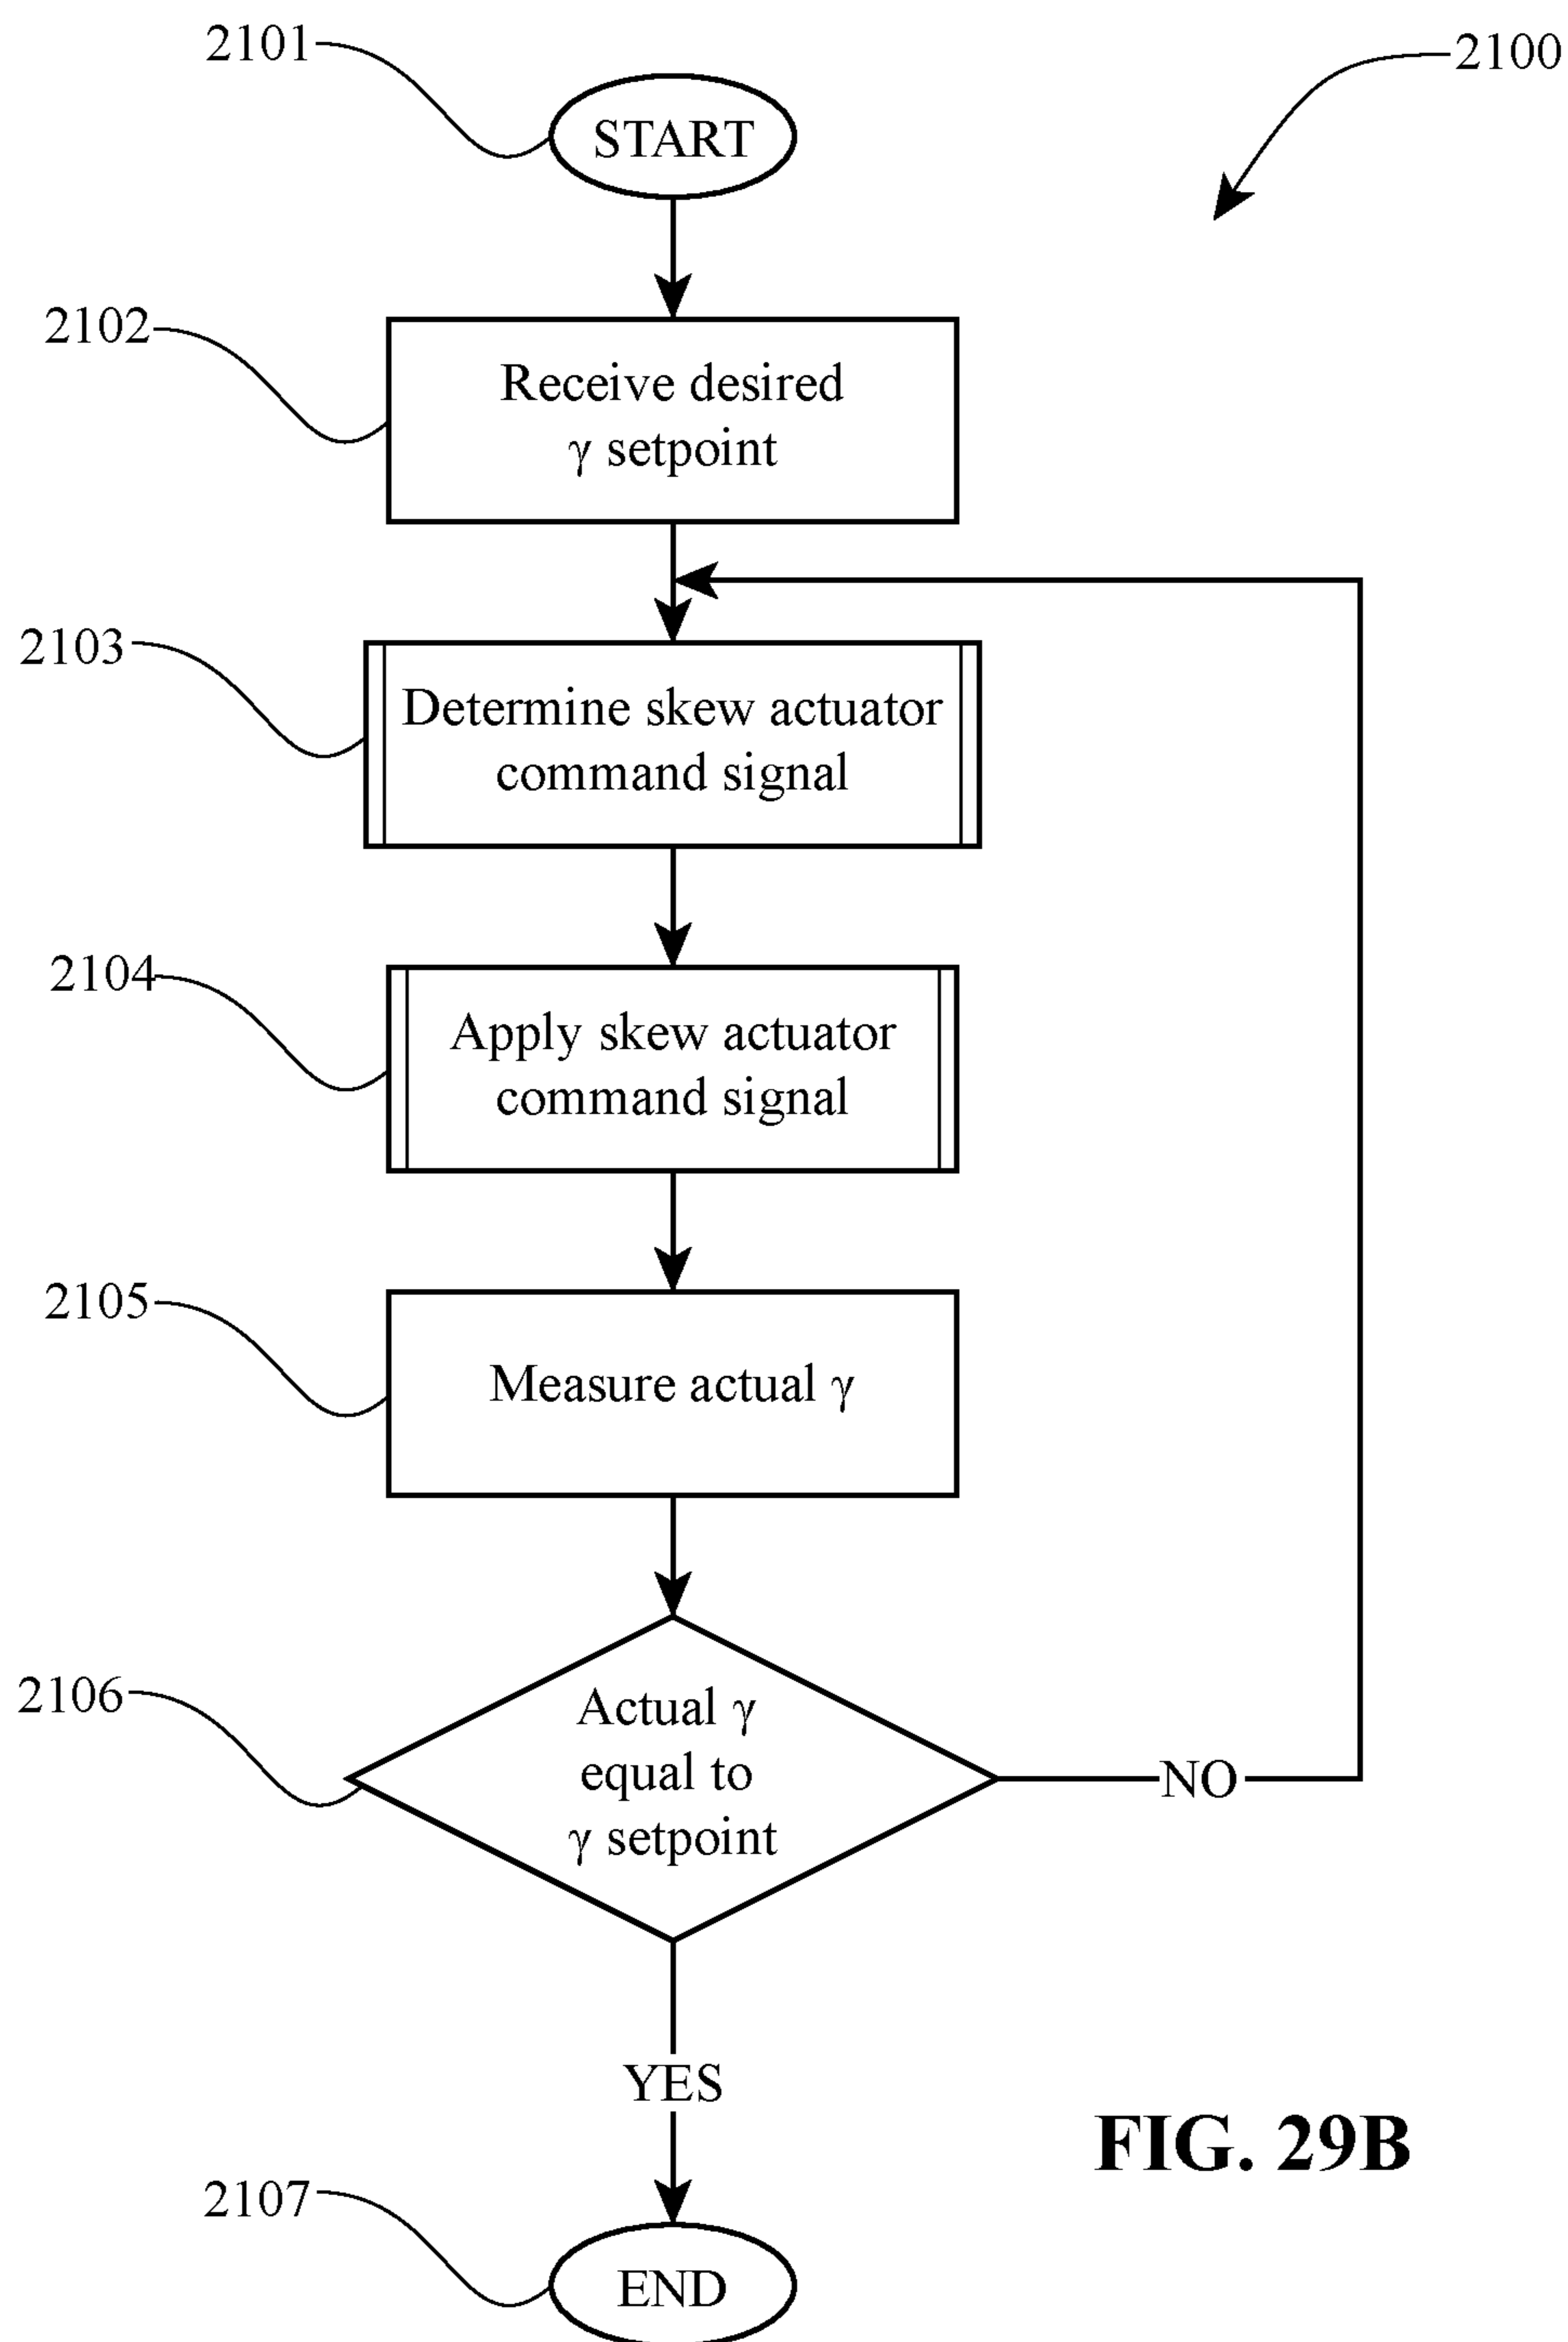 2101
2100
START
2102
Receive desired
γ setpoint
2103
Determine skew actuator
command signal
2104
Apply skew actuator
command signal
2105
Measure actual γ
2106
Actual γ
equal to
γ setpoint
NO
YES
FIG. 29B
2107
END